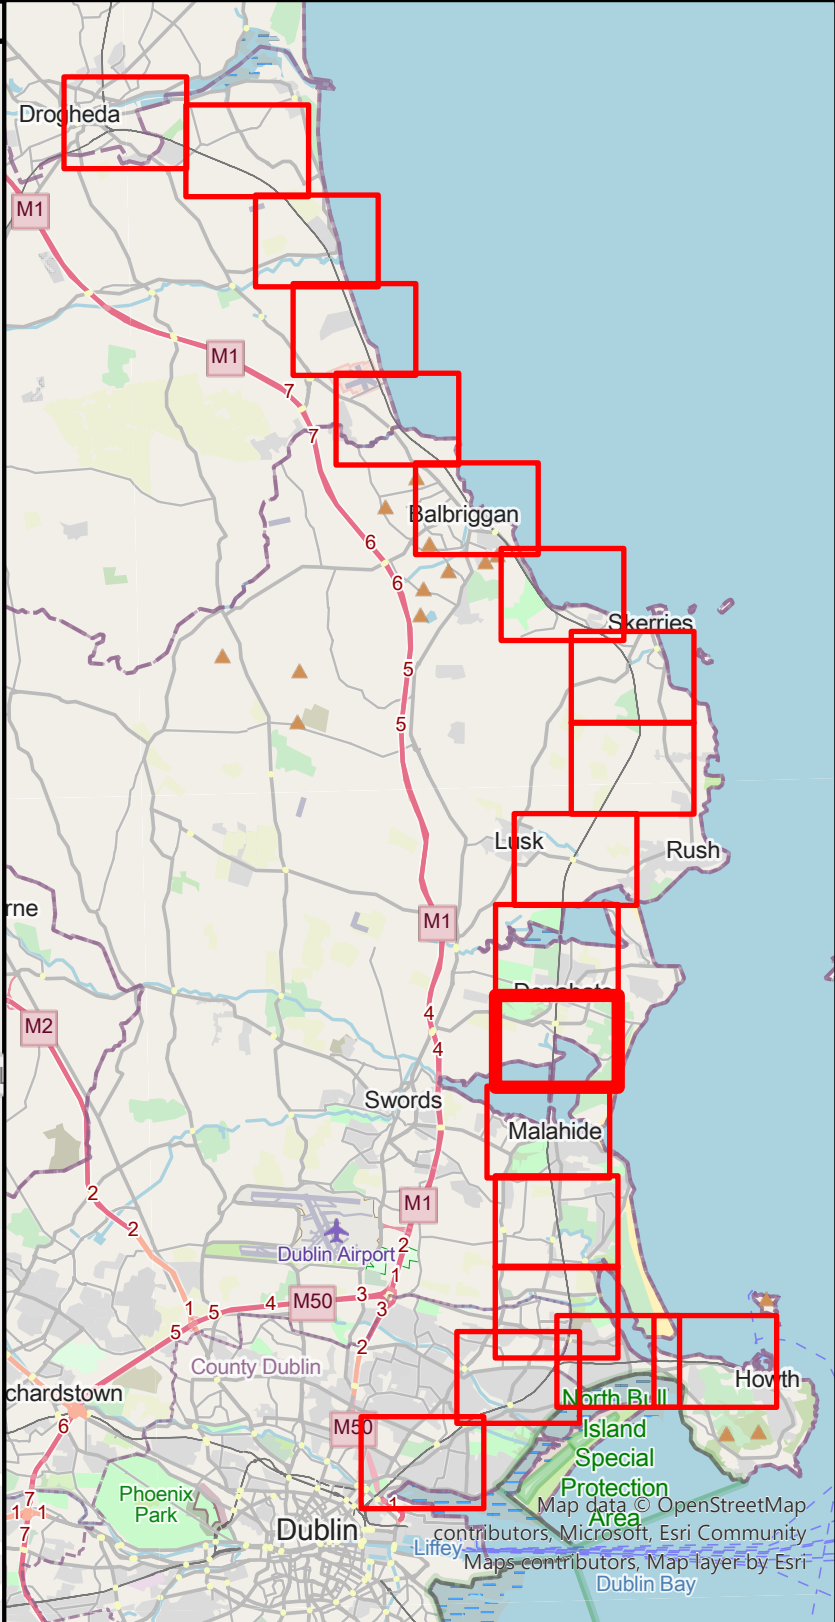 Drogheda
M1
M1
7
7
Balbriggan
6
6
Skerries
5
5
Lusk
Rush
rne
M1
M2
4
4
Swords
Malahide
M1
2
2
Dublin Airport
2
1
M50
3
3
4
5
1
5
2
County Dublin
chardstown
Howth
6
M50
North Bull
Island
Special
Protection
Area
7
1
1
7
Phoenix
Park
1
Dublin
Liffey
Map data © OpenStreetMap
contributors, Microsoft, Esri Community
Maps contributors, Map layer by Esri
Dublin Bay